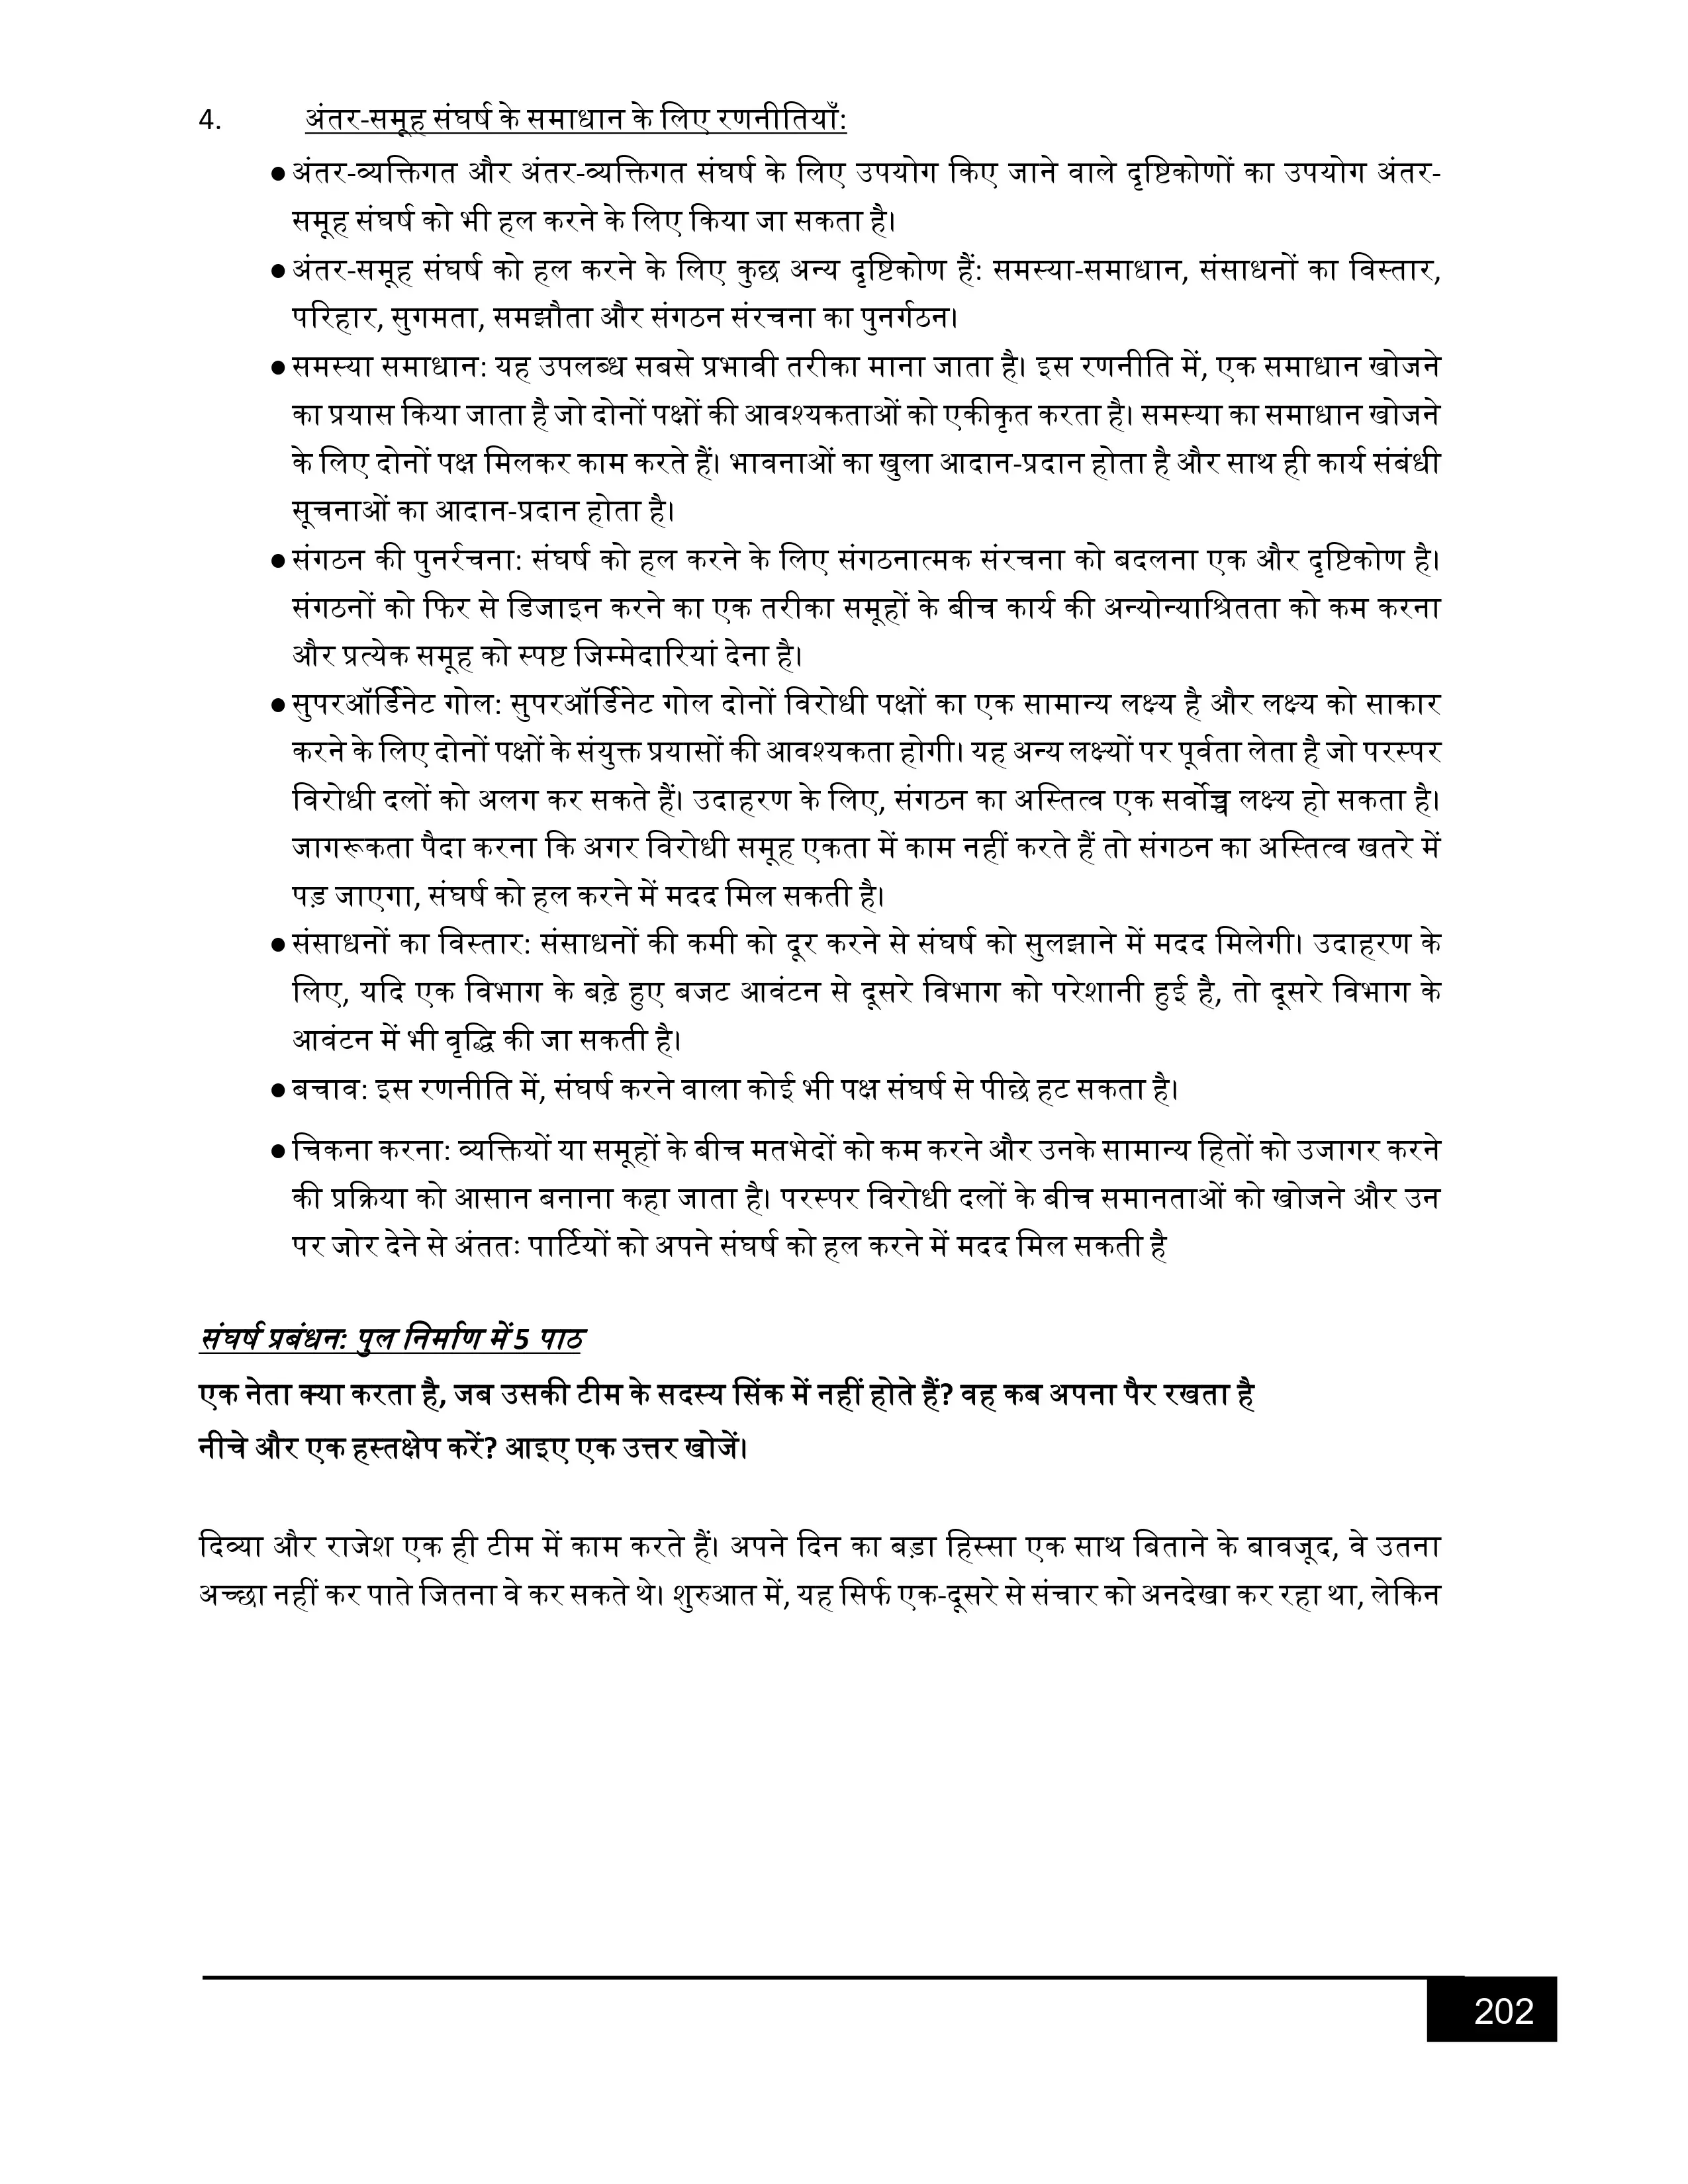 4. अंतर-समूह संघर्ष के समाधान के लिए रणनीतियाँ:
● अंतर-व्यक्तिगत और अंतर-व्यक्तिगत संघर्ष के लिए उपयोग किए जाने वाले दृष्टिकोणों का उपयोग अंतर-
समूह संघर्ष को भी हल करने के लिए किया जा सकता है।
● अंतर-समूह संघर्ष को हल करने के लिए कुछ अन्य दृष्टिकोण हैं: समस्या-समाधान, संसाधनों का विस्तार,
परिहार, सुगमता, समझौता और संगठन संरचना का पुनर्गठन।
● समस्या समाधान: यह उपलब्ध सबसे प्रभावी तरीका माना जाता है। इस रणनीति में, एक समाधान खोजने
का प्रयास किया जाता है जो दोनों पक्षों की आवश्यकताओं को एकीकृत करता है। समस्या का समाधान खोजने
के लिए दोनों पक्ष मिलकर काम करते हैं। भावनाओं का खुला आदान-प्रदान होता है और साथ ही कार्य संबंधी
सूचनाओं का आदान-प्रदान होता है।
● संगठन की पुनर्रचना: संघर्ष को हल करने के लिए संगठनात्मक संरचना को बदलना एक और दृष्टिकोण है।
संगठनों को फिर से डिजाइन करने का एक तरीका समूहों के बीच कार्य की अन्योन्याश्रितता को कम करना
और प्रत्येक समूह को स्पष्ट जिम्मेदारियां देना है।
● सुपरऑर्डिनेट गोल: सुपरऑर्डिनेट गोल दोनों विरोधी पक्षों का एक सामान्य लक्ष्य है और लक्ष्य को साकार
करने के लिए दोनों पक्षों के संयुक्त प्रयासों की आवश्यकता होगी। यह अन्य लक्ष्यों पर पूर्वता लेता है जो परस्पर
विरोधी दलों को अलग कर सकते हैं। उदाहरण के लिए, संगठन का अस्तित्व एक सर्वोच्च लक्ष्य हो सकता है।
जागरूकता पैदा करना कि अगर विरोधी समूह एकता में काम नहीं करते हैं तो संगठन का अस्तित्व खतरे में
पड़ जाएगा, संघर्ष को हल करने में मदद मिल सकती है।
● संसाधनों का विस्तार: संसाधनों की कमी को दूर करने से संघर्ष को सुलझाने में मदद मिलेगी। उदाहरण के
लिए, यदि एक विभाग के बढ़े हुए बजट आवंटन से दूसरे विभाग को परेशानी हुई है, तो दूसरे विभाग के
आवंटन में भी वृद्धि की जा सकती है।
● बचाव: इस रणनीति में, संघर्ष करने वाला कोई भी पक्ष संघर्ष से पीछे हट सकता है।
● चिकना करना: व्यक्तियों या समूहों के बीच मतभेदों को कम करने और उनके सामान्य हितों को उजागर करने
की प्रक्रिया को आसान बनाना कहा जाता है। परस्पर विरोधी दलों के बीच समानताओं को खोजने और उन
पर जोर देने से अंततः पार्टियों को अपने संघर्ष को हल करने में मदद मिल सकती है
संघर्ष प्रबंधन: पुल निर्माण में 5 पाठ
एक नेता क्या करता है, जब उसकी टीम के सदस्य सिंक में नहीं होते हैं? वह कब अपना पैर रखता है
नीचे और एक हस्तक्षेप करें? आइए एक उत्तर खोजें।
दिव्या और राजेश एक ही टीम में काम करते हैं। अपने दिन का बड़ा हिस्सा एक साथ बिताने के बावजूद, वे उतना
अच्छा नहीं कर पाते जितना वे कर सकते थे। शुरुआत में, यह सिर्फ एक-दूसरे से संचार को अनदेखा कर रहा था, लेकिन
202